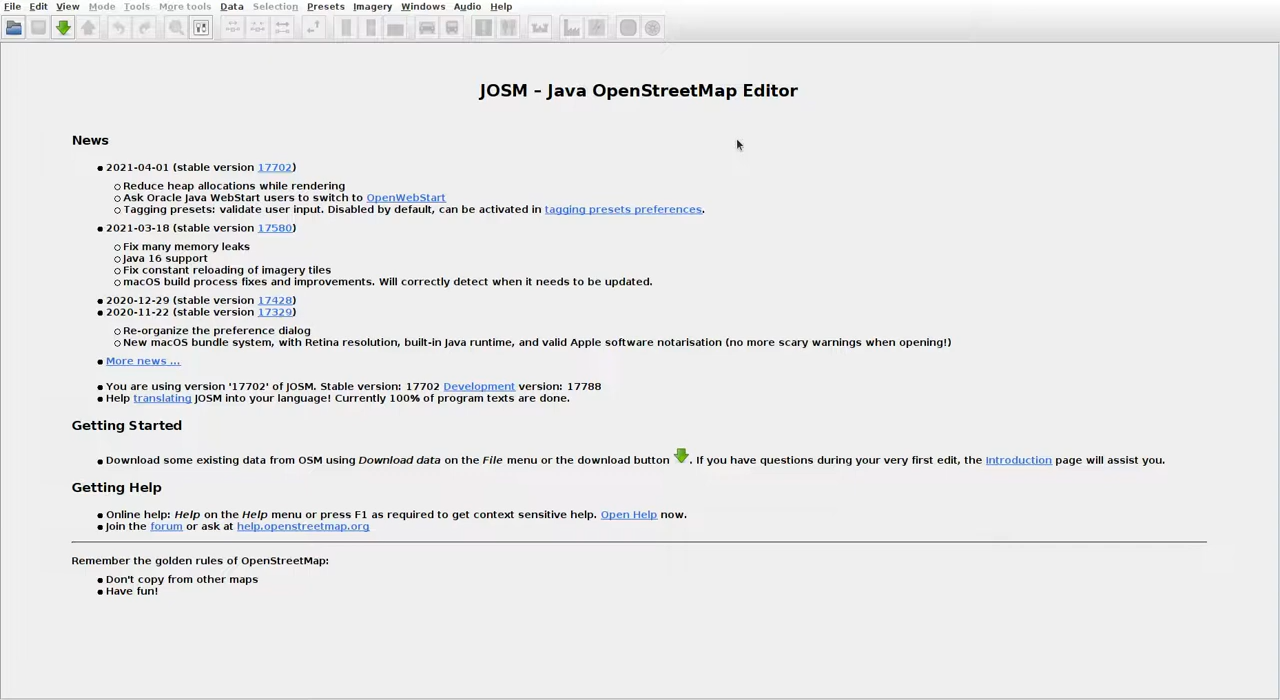 File Edit View Mode Tools More tools Data Selection Presets Imagery Windows Audio Help
JOSM – Java OpenStreetMap Editor
News
2021-04-01 (stable version 17702)
Reduce heap allocations while rendering
Ask Oracle Java WebStart users to switch to OpenWebStart
Tagging presets: validate user input. Disabled by default, can be activated in tagging presets preferences.
2021-03-18 (stable version 17580)
Fix many memory leaks
Java 16 support
Fix constant reloading of imagery tiles
macOS build process fixes and improvements. Will correctly detect when it needs to be updated.
2020-12-29 (stable version 17428)
2020-11-22 (stable version 17329)
Re-organize the preference dialog
New macOS bundle system, with Retina resolution, built-in Java runtime, and valid Apple software notarisation (no more scary warnings when opening!)
More news ...
You are using version '17702' of JOSM. Stable version: 17702 Development version: 17788
Help translating JOSM into your language! Currently 100% of program texts are done.
Getting Started
Download some existing data from OSM using Download data on the File menu or the download button . If you have questions during your very first edit, the Introduction page will assist you.
Getting Help
Online help: Help on the Help menu or press F1 as required to get context sensitive help. Open Help now.
Join the forum or ask at help.openstreetmap.org
Remember the golden rules of OpenStreetMap:
Don't copy from other maps
Have fun!